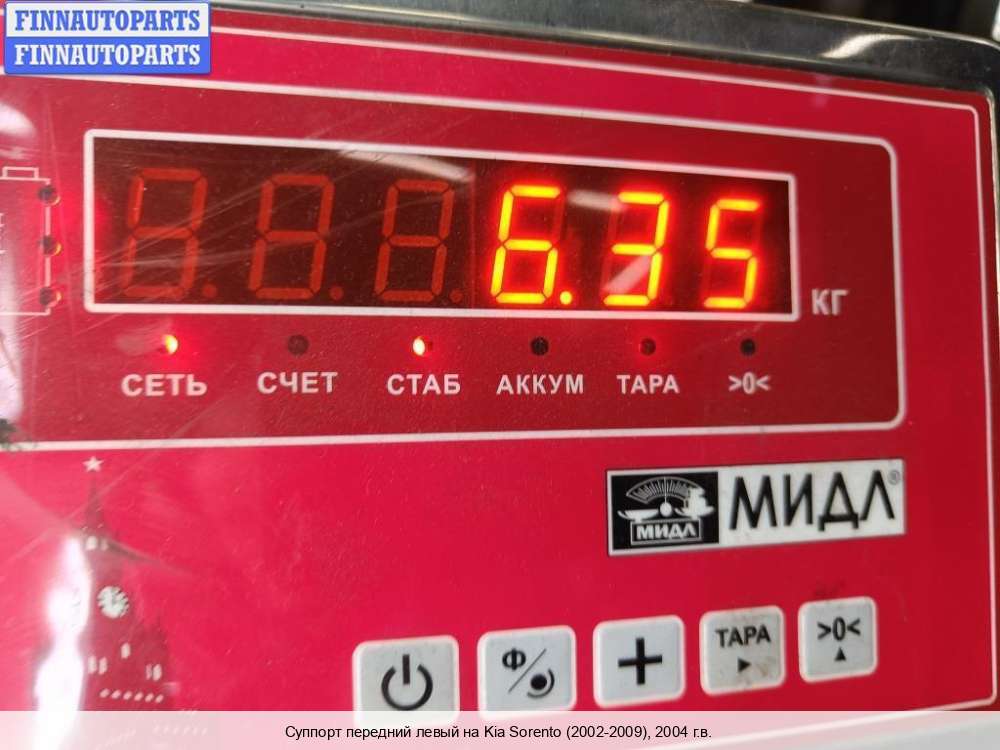 FINNAUTOPARTS
FINNAUTOPARTS
6.35
КГ
СЕТЬ СЧЕТ СТАБ АККУМ ТАРА >0<
МИДЛ МИДЛ®
Ф ТАРА >0<
Суппорт передний левый на Kia Sorento (2002-2009), 2004 г.в.